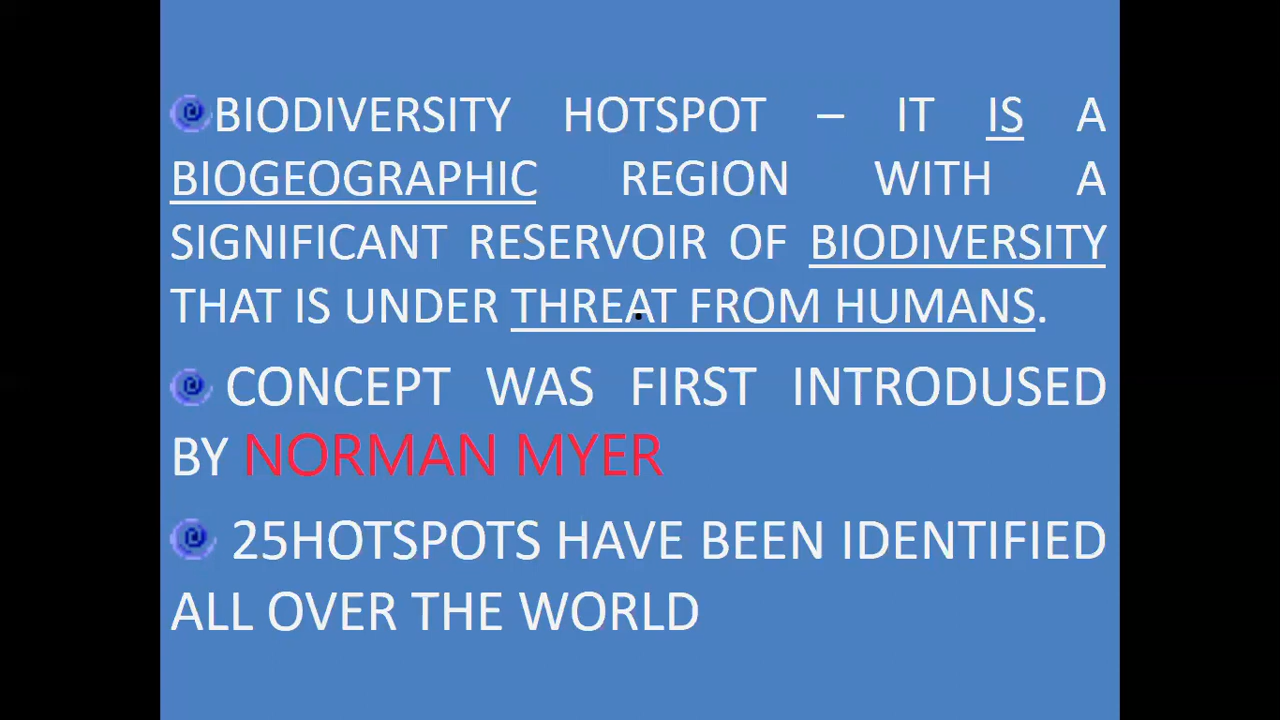 BIODIVERSITY HOTSPOT – IT IS A
BIOGEOGRAPHIC REGION WITH A
SIGNIFICANT RESERVOIR OF BIODIVERSITY
THAT IS UNDER THREAT FROM HUMANS.
CONCEPT WAS FIRST INTRODUSED
BY NORMAN MYER
25HOTSPOTS HAVE BEEN IDENTIFIED
ALL OVER THE WORLD